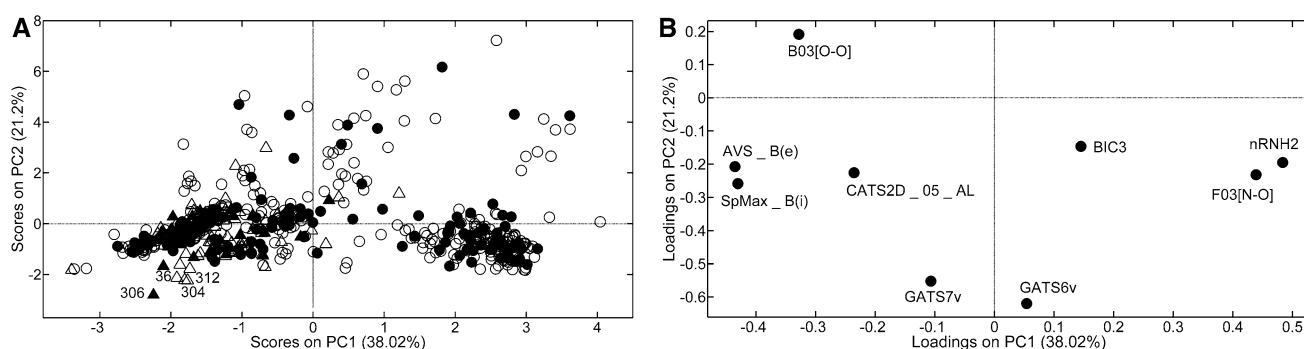 A
8
6
4
2
0
-2
Scores on PC2 (21.2%)
36
312
304
306
-3
-2
-1
0
1
2
3
4
Scores on PC1 (38.02%)
B
0.2
0.1
0
-0.1
-0.2
-0.3
-0.4
-0.5
-0.6
Loadings on PC2 (21.2%)
B03[O-O]
AVS _ B(e)
SpMax _ B(i)
CATS2D _ 05 _ AL
BIC3
nRNH2
F03[N-O]
GATS7v
GATS6v
-0.4
-0.3
-0.2
-0.1
0
0.1
0.2
0.3
0.4
0.5
Loadings on PC1 (38.02%)